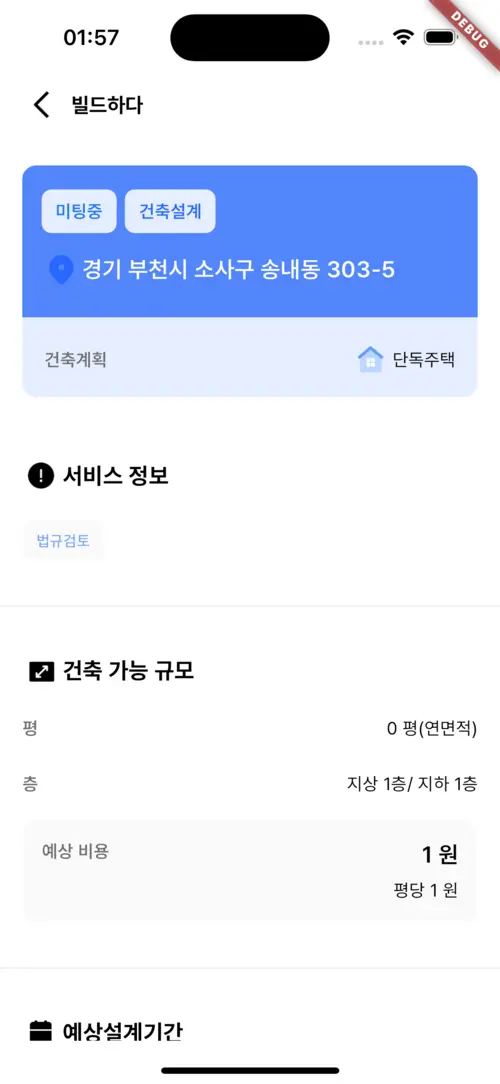 01:57
DEBUG
빌드하다
미팅중
건축설계
경기 부천시 소사구 송내동 303-5
건축계획
단독주택
서비스 정보
법규검토
건축 가능 규모
평
0 평(연면적)
층
지상 1층/ 지하 1층
예상 비용
1 원
평당 1 원
예상설계기간